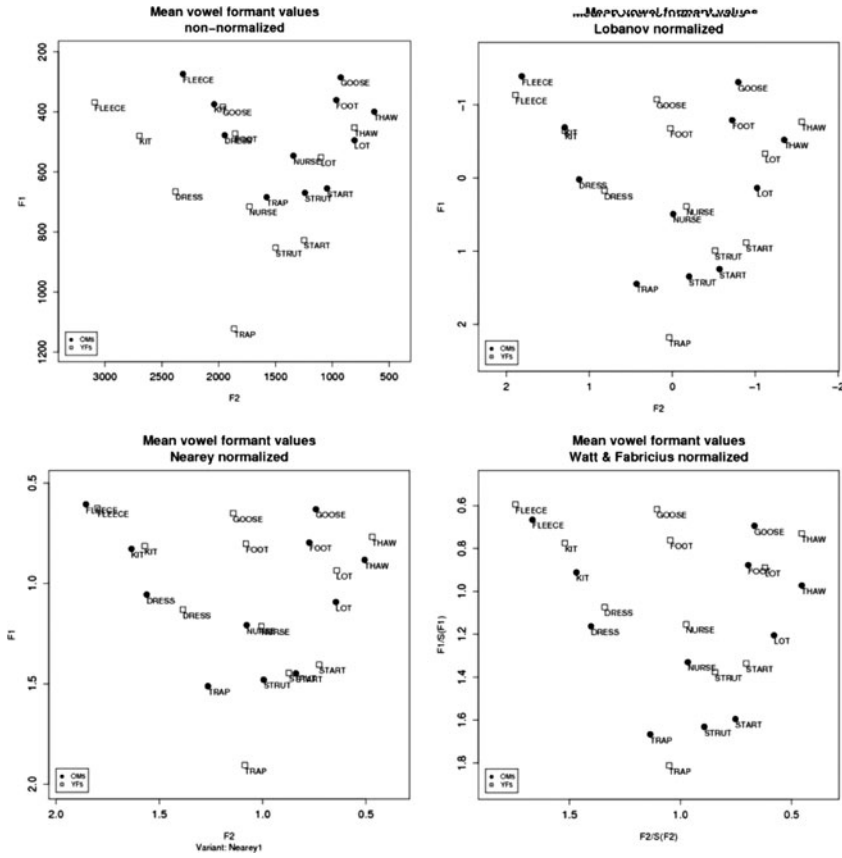 Mean vowel formant values
non-normalized
200
400
600
800
1000
1200
F1
FLEECE
GOOSE
FLEECE
KIT
GOOSE
FOOT
THAW
KIT
DRESS
FOOT
THAW
LOT
NURSE
LOT
DRESS
TRAP
STRUT
START
NURSE
STRUT
START
TRAP
OMs
YFs
3000 2500 2000 1500 1000 500
F2
Mean vowel formant values
Lobanov normalized
-1
0
1
2
F1
FLEECE
GOOSE
FLEECE
GOOSE
KIT
KIT
FOOT
FOOT
THAW
THAW
LOT
DRESS
DRESS
LOT
NURSE
NURSE
START
STRUT
START
STRUT
TRAP
TRAP
OMs
YFs
2 1 0 -1 -2
F2
Mean vowel formant values
Nearey normalized
0.5
1.0
1.5
2.0
F1
FLEECE
FLEECE
GOOSE
GOOSE
KIT
KIT
FOOT
FOOT
THAW
THAW
LOT
DRESS
DRESS
LOT
NURSE
NURSE
START
STRUT
START
STRUT
TRAP
TRAP
OMs
YFs
2.0 1.5 1.0 0.5
F2
Variant: Nearey1
Mean vowel formant values
Watt & Fabricius normalized
0.6
0.8
1.0
1.2
1.4
1.6
1.8
F1/S(F1)
FLEECE
GOOSE
FLEECE
GOOSE
THAW
KIT
FOOT
KIT
FOOT
LOT
THAW
DRESS
DRESS
NURSE
LOT
NURSE
START
STRUT
START
STRUT
TRAP
TRAP
OMs
YFs
1.5 1.0 0.5
F2/S(F2)